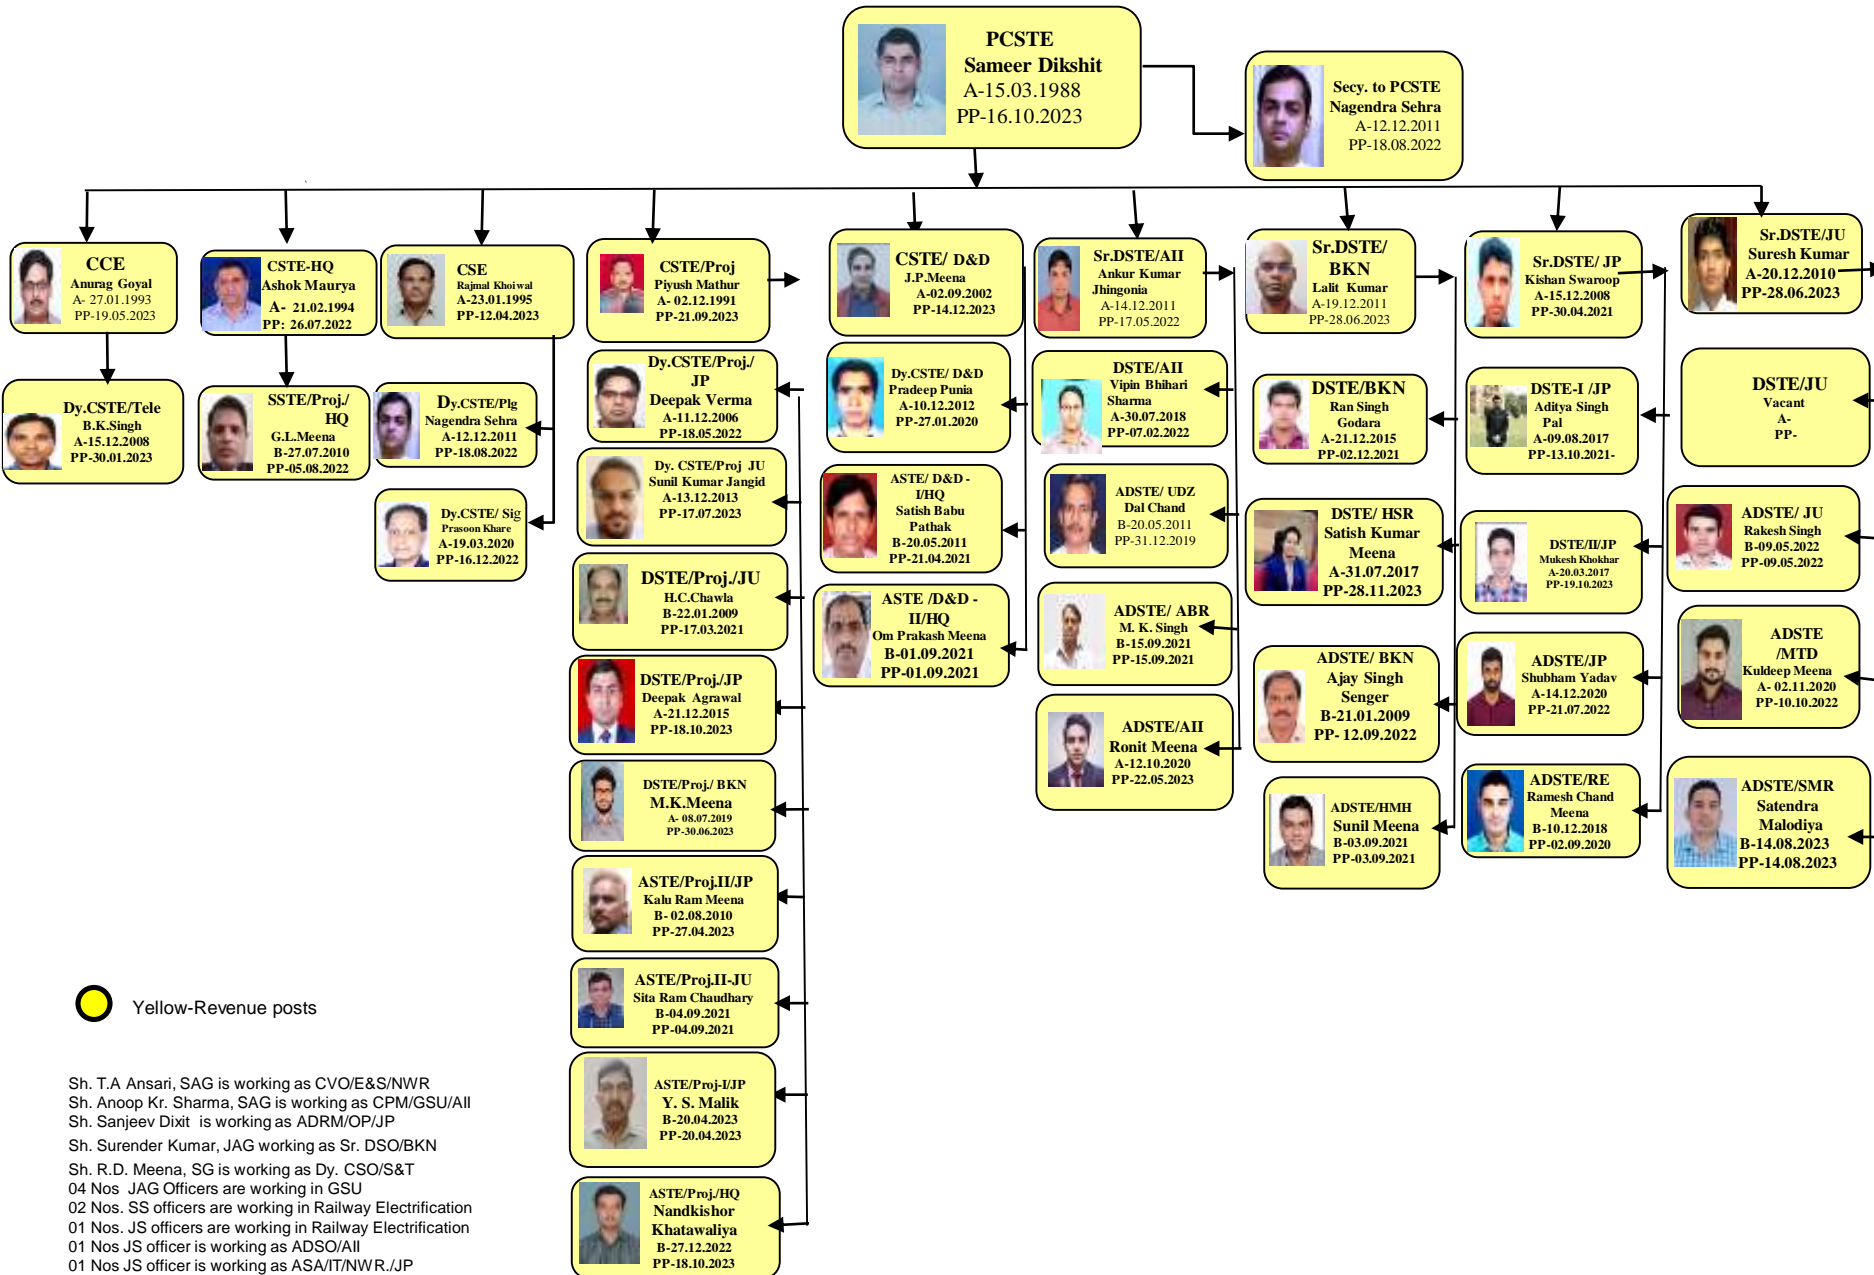 PCSTE
Sameer Dikshit
A-15.03.1988
PP-16.10.2023
Secy. to PCSTE
Nagendra Sehra
A-12.12.2011
PP-18.08.2022
CCE
Anurag Goyal
A- 27.01.1993
PP-19.05.2023
Dy.CSTE/Tele
B.K.Singh
A-15.12.2008
PP-30.01.2023
CSTE-HQ
Ashok Maurya
A- 21.02.1994
PP: 26.07.2022
SSTE/Proj./
HQ
G.L.Meena
B-27.07.2010
PP-05.08.2022
CSE
Rajmal Khoiwal
A-23.01.1995
PP-12.04.2023
Dy.CSTE/Plg
Nagendra Sehra
A-12.12.2011
PP-18.08.2022
Dy.CSTE/ Sig
Prasoon Khare
A-19.03.2020
PP-16.12.2022
CSTE/Proj
Piyush Mathur
A- 02.12.1991
PP-21.09.2023
Dy.CSTE/Proj./
JP
Deepak Verma
A-11.12.2006
PP-18.05.2022
Dy. CSTE/Proj JU
Sunil Kumar Jangid
A-13.12.2013
PP-17.07.2023
DSTE/Proj./JU
H.C.Chawla
B-22.01.2009
PP-17.03.2021
DSTE/Proj./JP
Deepak Agrawal
A-21.12.2015
PP-18.10.2023
DSTE/Proj./ BKN
M.K.Meena
A- 08.07.2019
PP-30.06.2023
ASTE/Proj.II/JP
Kalu Ram Meena
B- 02.08.2010
PP-27.04.2023
ASTE/Proj.II-JU
Sita Ram Chaudhary
B-04.09.2021
PP-04.09.2021
ASTE/Proj-I/JP
Y. S. Malik
B-20.04.2023
PP-20.04.2023
ASTE/Proj./HQ
Nandkishor
Khatawaliya
B-27.12.2022
PP-18.10.2023
CSTE/ D&D
J.P.Meena
A-02.09.2002
PP-14.12.2023
Dy.CSTE/ D&D
Pradeep Punia
A-10.12.2012
PP-27.01.2020
ASTE/ D&D -
I/HQ
Satish Babu
Pathak
B-20.05.2011
PP-21.04.2021
ASTE /D&D -
II/HQ
Om Prakash Meena
B-01.09.2021
PP-01.09.2021
Sr.DSTE/AII
Ankur Kumar
Jhingonia
A-14.12.2011
PP-17.05.2022
DSTE/AII
Vipin Bhihari
Sharma
A-30.07.2018
PP-07.02.2022
ADSTE/ UDZ
Dal Chand
B-20.05.2011
PP-31.12.2019
ADSTE/ ABR
M. K. Singh
B-15.09.2021
PP-15.09.2021
ADSTE/AII
Ronit Meena
A-12.10.2020
PP-22.05.2023
Sr.DSTE/
BKN
Lalit Kumar
A-19.12.2011
PP-28.06.2023
DSTE/BKN
Ran Singh
Godara
A-21.12.2015
PP-02.12.2021
DSTE/ HSR
Satish Kumar
Meena
A-31.07.2017
PP-28.11.2023
ADSTE/ BKN
Ajay Singh
Senger
B-21.01.2009
PP- 12.09.2022
ADSTE/HMH
Sunil Meena
B-03.09.2021
PP-03.09.2021
Sr.DSTE/ JP
Kishan Swaroop
A-15.12.2008
PP-30.04.2021
DSTE-I /JP
Aditya Singh
Pal
A-09.08.2017
PP-13.10.2021-
DSTE/II/JP
Mukesh Khokhar
A-20.03.2017
PP-19.10.2023
ADSTE/JP
Shubham Yadav
A-14.12.2020
PP-21.07.2022
ADSTE/RE
Ramesh Chand
Meena
B-10.12.2018
PP-02.09.2020
Sr.DSTE/JU
Suresh Kumar
A-20.12.2010
PP-28.06.2023
DSTE/JU
Vacant
A-
PP-
ADSTE/ JU
Rakesh Singh
B-09.05.2022
PP-09.05.2022
ADSTE
/MTD
Kuldeep Meena
A- 02.11.2020
PP-10.10.2022
ADSTE/SMR
Satendra
Malodiya
B-14.08.2023
PP-14.08.2023
Yellow-Revenue posts
Sh. T.A Ansari, SAG is working as CVO/E&S/NWR
Sh. Anoop Kr. Sharma, SAG is working as CPM/GSU/AII
Sh. Sanjeev Dixit is working as ADRM/OP/JP
Sh. Surender Kumar, JAG working as Sr. DSO/BKN
Sh. R.D. Meena, SG is working as Dy. CSO/S&T
04 Nos JAG Officers are working in GSU
02 Nos. SS officers are working in Railway Electrification
01 Nos. JS officers are working in Railway Electrification
01 Nos JS officer is working as ADSO/AII
01 Nos JS officer is working as ASA/IT/NWR./JP